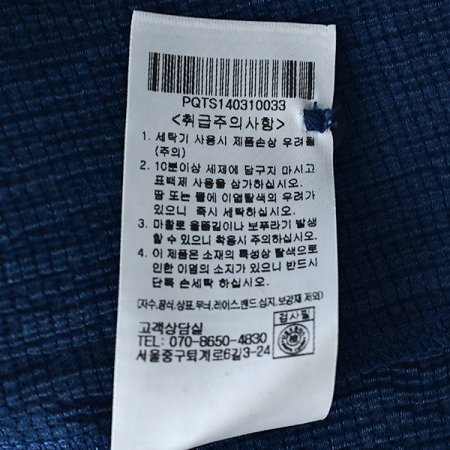 PQTS140310033
<취급주의사항>
1. 세탁기 사용시 제품손상 우려됨
(주의)
2. 10분이상 세제에 담구지 마시고
표백제 사용을 삼가하십시오.
땀 또는 물에 이염탈색의 우려가
있으니 즉시 세탁하십시오.
3. 마찰로 올뜯김이나 보푸라기 발생
할 수 있으니 착용시 주의하십시오.
4. 이 제품은 소재의 특성상 탈색으로
인한 이염의 소지가 있으니 반드시
단독 손세탁 하십시오.
(자수,공식,상표,무늬,레이스밴드심지,보강재 제외)
검사필
고객상담실
TEL: 070-8650-4830
서울중구퇴계로6길3-24